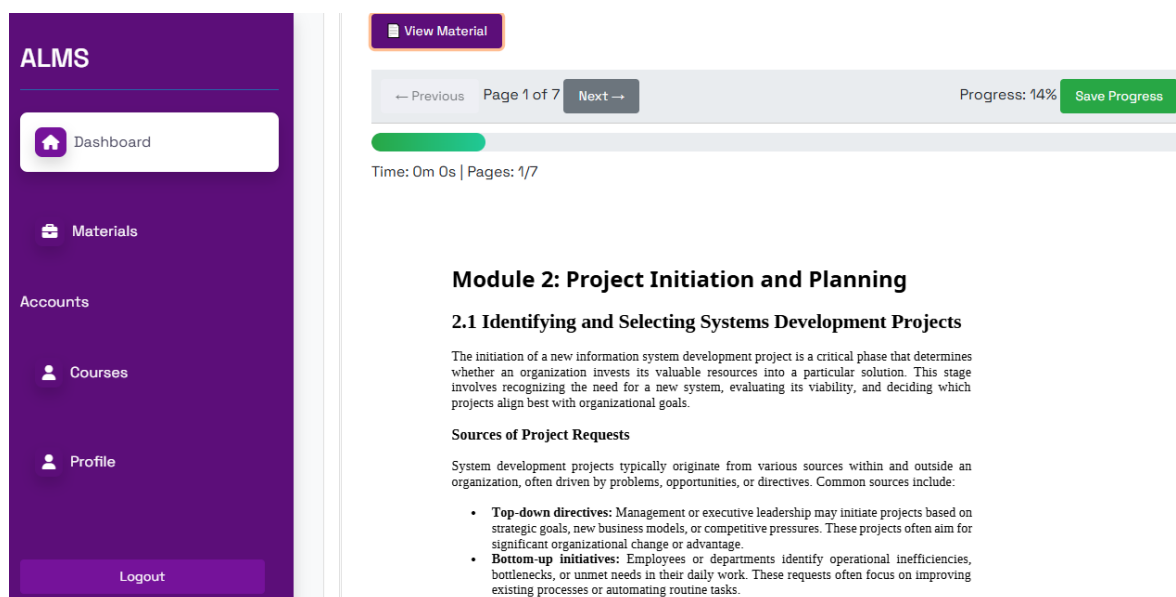 ALMS
Dashboard
Materials
Accounts
Courses
Profile
Logout
View Material
← Previous Page 1 of 7 Next → Progress: 14% Save Progress
Time: 0m 0s | Pages: 1/7
Module 2: Project Initiation and Planning
2.1 Identifying and Selecting Systems Development Projects
The initiation of a new information system development project is a critical phase that determines
whether an organization invests its valuable resources into a particular solution. This stage
involves recognizing the need for a new system, evaluating its viability, and deciding which
projects align best with organizational goals.
Sources of Project Requests
System development projects typically originate from various sources within and outside an
organization, often driven by problems, opportunities, or directives. Common sources include:
• Top-down directives: Management or executive leadership may initiate projects based on
strategic goals, new business models, or competitive pressures. These projects often aim for
significant organizational change or advantage.
• Bottom-up initiatives: Employees or departments identify operational inefficiencies,
bottlenecks, or unmet needs in their daily work. These requests often focus on improving
existing processes or automating routine tasks.